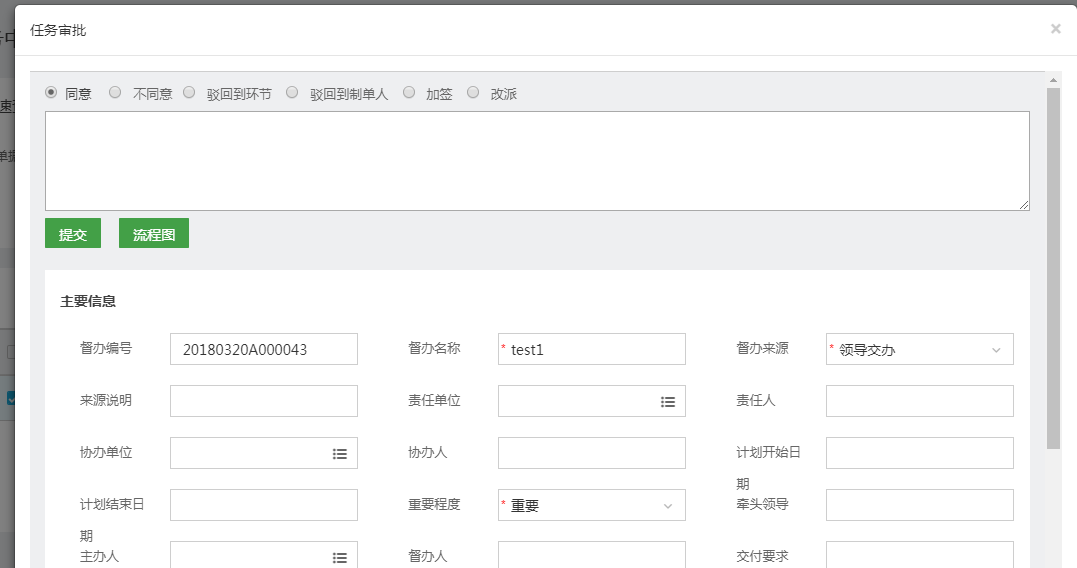 任务审批
×
同意 不同意 驳回到环节 驳回到制单人 加签 改派
提交 流程图
主要信息
督办编号 20180320A000043 督办名称 * test1 督办来源 * 领导交办
来源说明 责任单位 责任人
协办单位 协办人 计划开始日期
计划结束日期 重要程度 * 重要 牵头领导
主办人 督办人 交付要求